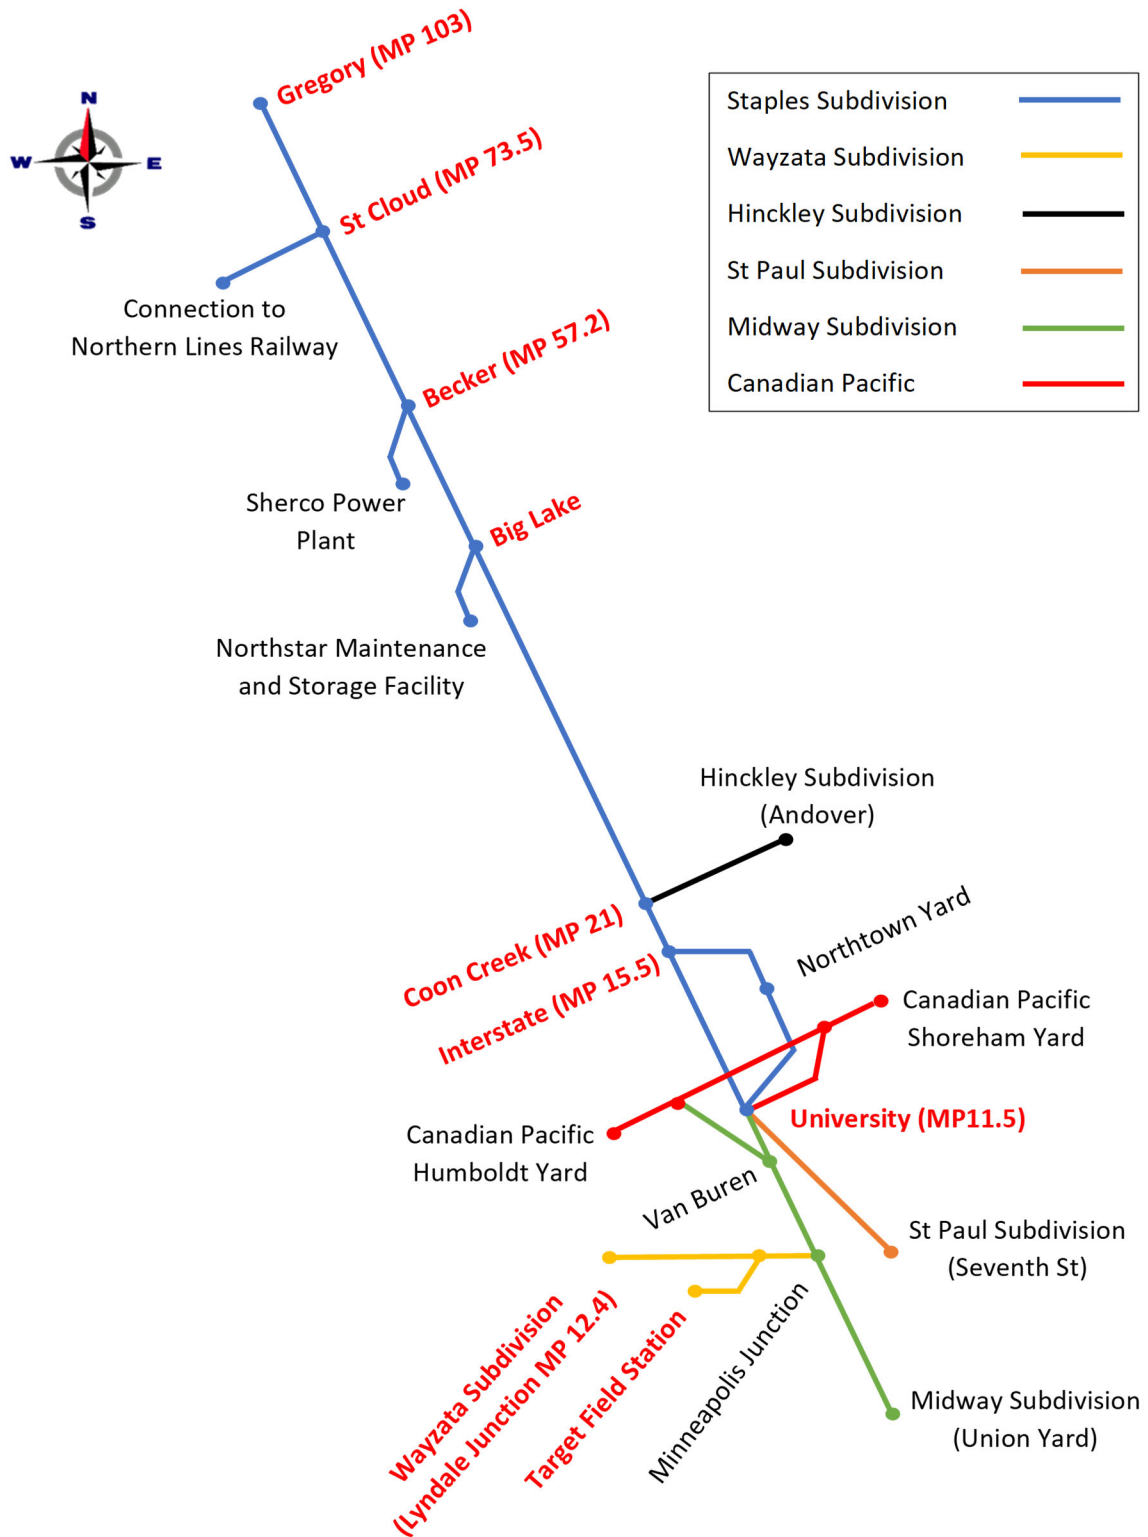 Gregory (MP 103)
N
W
E
S
Staples Subdivision
Wayzata Subdivision
Hinckley Subdivision
St Paul Subdivision
Midway Subdivision
Canadian Pacific
St Cloud (MP 73.5)
Connection to
Northern Lines Railway
Becker (MP 57.2)
Sherco Power
Plant
Big Lake
Northstar Maintenance
and Storage Facility
Hinckley Subdivision
(Andover)
Coon Creek (MP 21)
Northtown Yard
Interstate (MP 15.5)
Canadian Pacific
Shoreham Yard
University (MP11.5)
Canadian Pacific
Humboldt Yard
Van Buren
St Paul Subdivision
(Seventh St)
Wayzata Subdivision
(Lyndale Junction MP 12.4)
Target Field Station
Minneapolis Junction
Midway Subdivision
(Union Yard)